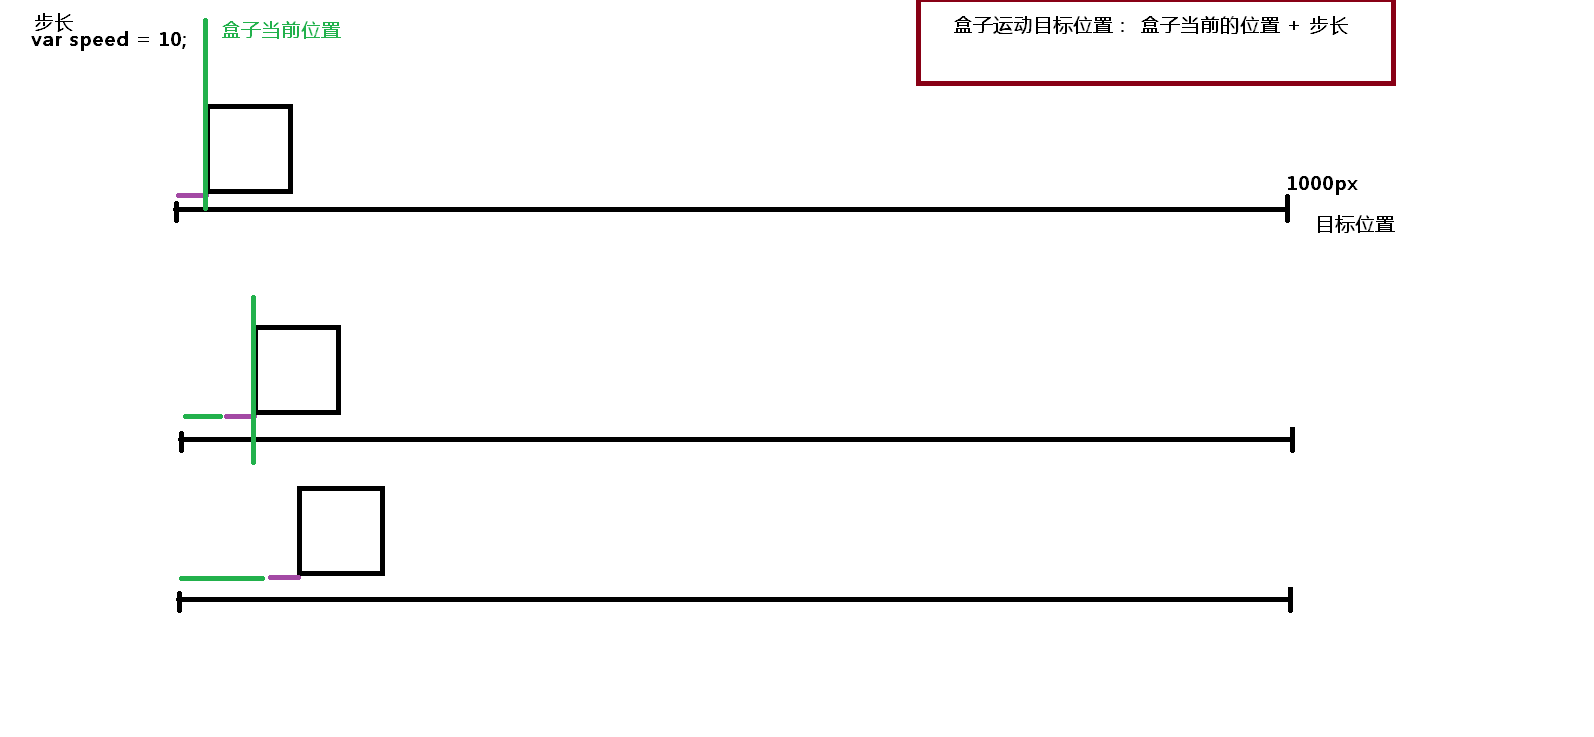 步长
var speed = 10;
盒子当前位置
盒子运动目标位置： 盒子当前的位置 + 步长
1000px
目标位置